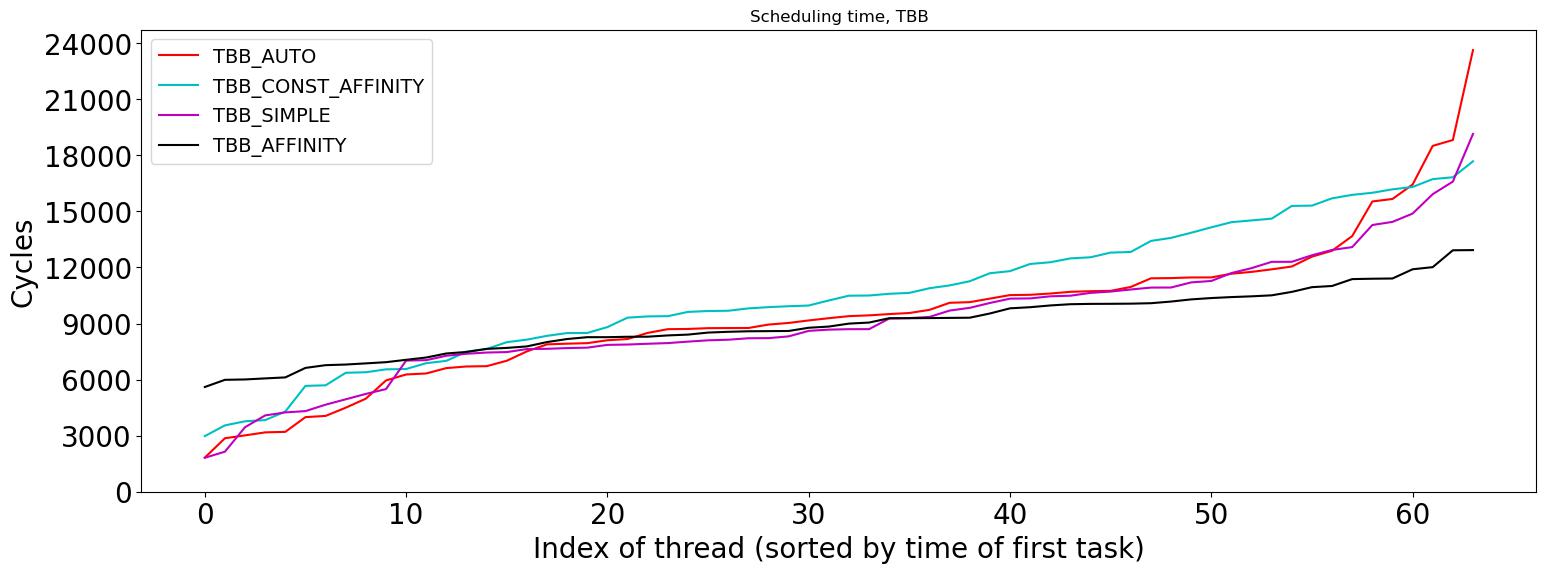 Scheduling time, TBB
24000
21000
18000
15000
12000
9000
6000
3000
0
Cycles
TBB_AUTO
TBB_CONST_AFFINITY
TBB_SIMPLE
TBB_AFFINITY
0 10 20 30 40 50 60
Index of thread (sorted by time of first task)